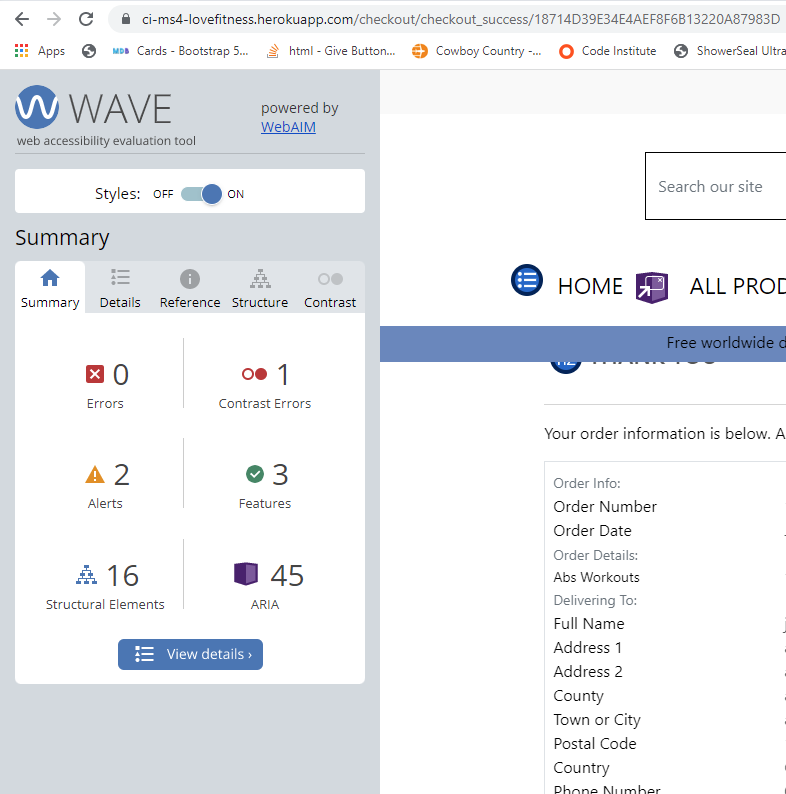 ci-ms4-lovefitness.herokuapp.com/checkout/checkout_success/18714D39E34E4AEF8F6B13220A87983D
Apps
MDB Cards - Bootstrap 5...
html - Give Button...
Cowboy Country -...
Code Institute
ShowerSeal Ultra
WAVE
web accessibility evaluation tool
powered by
WebAIM
Styles: OFF ON
Summary
Summary Details Reference Structure Contrast
0
Errors
1
Contrast Errors
2
Alerts
3
Features
16
Structural Elements
45
ARIA
View details ›
Search our site
HOME
ALL PROD
Free worldwide d
THANK YOU
Your order information is below. A
Order Info:
Order Number
Order Date
Order Details:
Abs Workouts
Delivering To:
Full Name
Address 1
Address 2
County
Town or City
Postal Code
Country
Phone Number